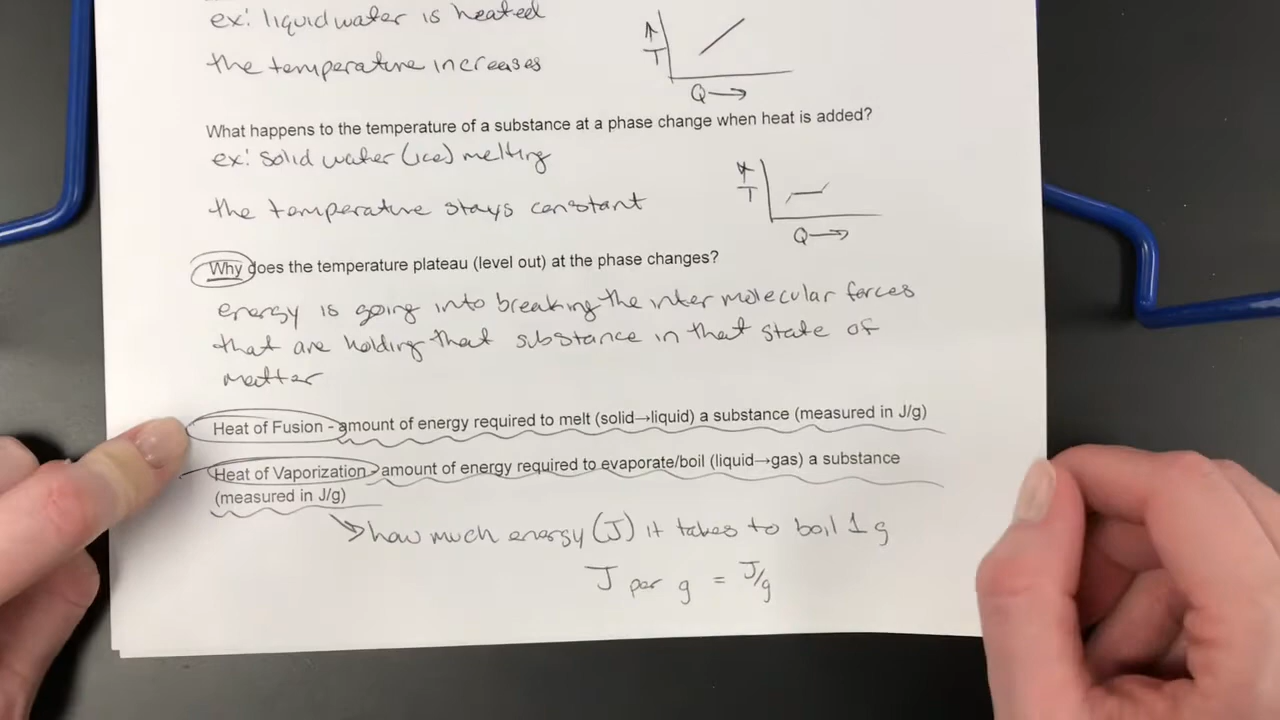 ex: liquid water is heated
the temperature increases
↑
T
Q→
What happens to the temperature of a substance at a phase change when heat is added?
ex: solid water (ice) melting
the temperature stays constant
↑
T
Q→
Why does the temperature plateau (level out) at the phase changes?
energy is going into breaking the inter molecular forces
that are holding that substance in that state of
matter
Heat of Fusion - amount of energy required to melt (solid→liquid) a substance (measured in J/g)
Heat of Vaporization - amount of energy required to evaporate/boil (liquid→gas) a substance
(measured in J/g)
↳ how much energy (J) it takes to boil 1 g
J per g = J/g